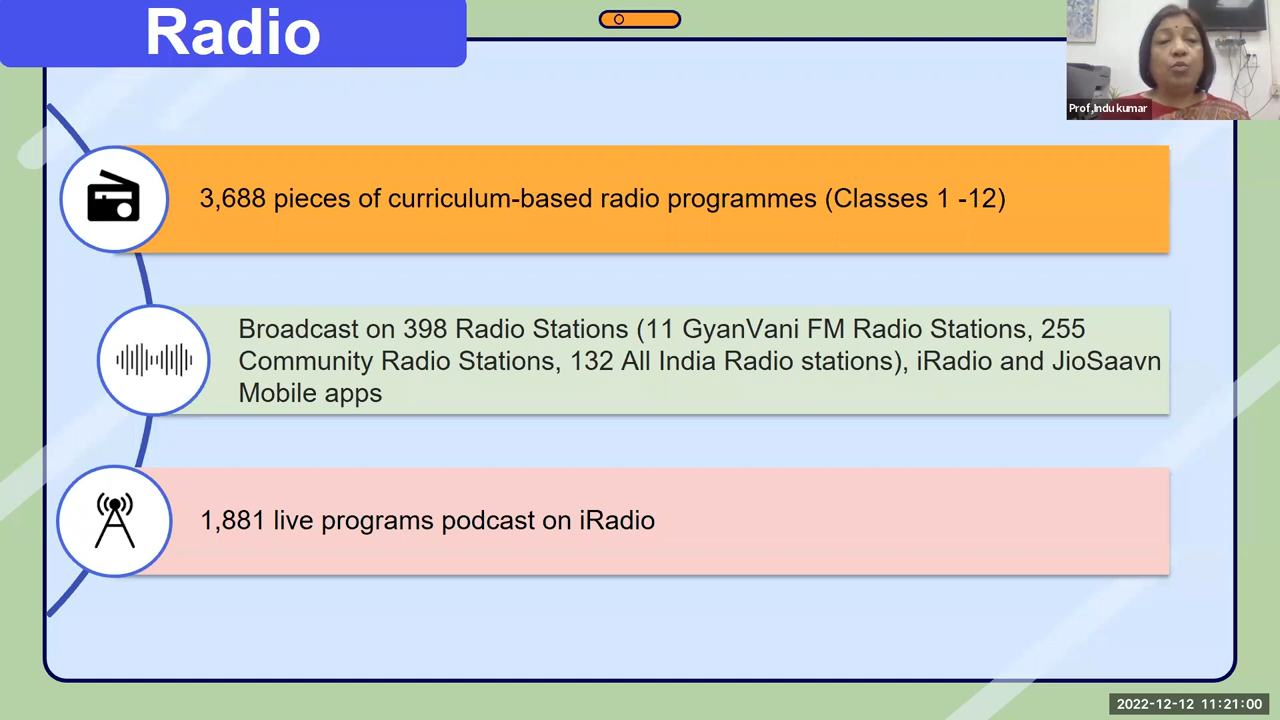 Radio
Prof,Indu kumar
3,688 pieces of curriculum-based radio programmes (Classes 1 -12)
Broadcast on 398 Radio Stations (11 GyanVani FM Radio Stations, 255
Community Radio Stations, 132 All India Radio stations), iRadio and JioSaavn
Mobile apps
1,881 live programs podcast on iRadio
2022-12-12 11:21:00